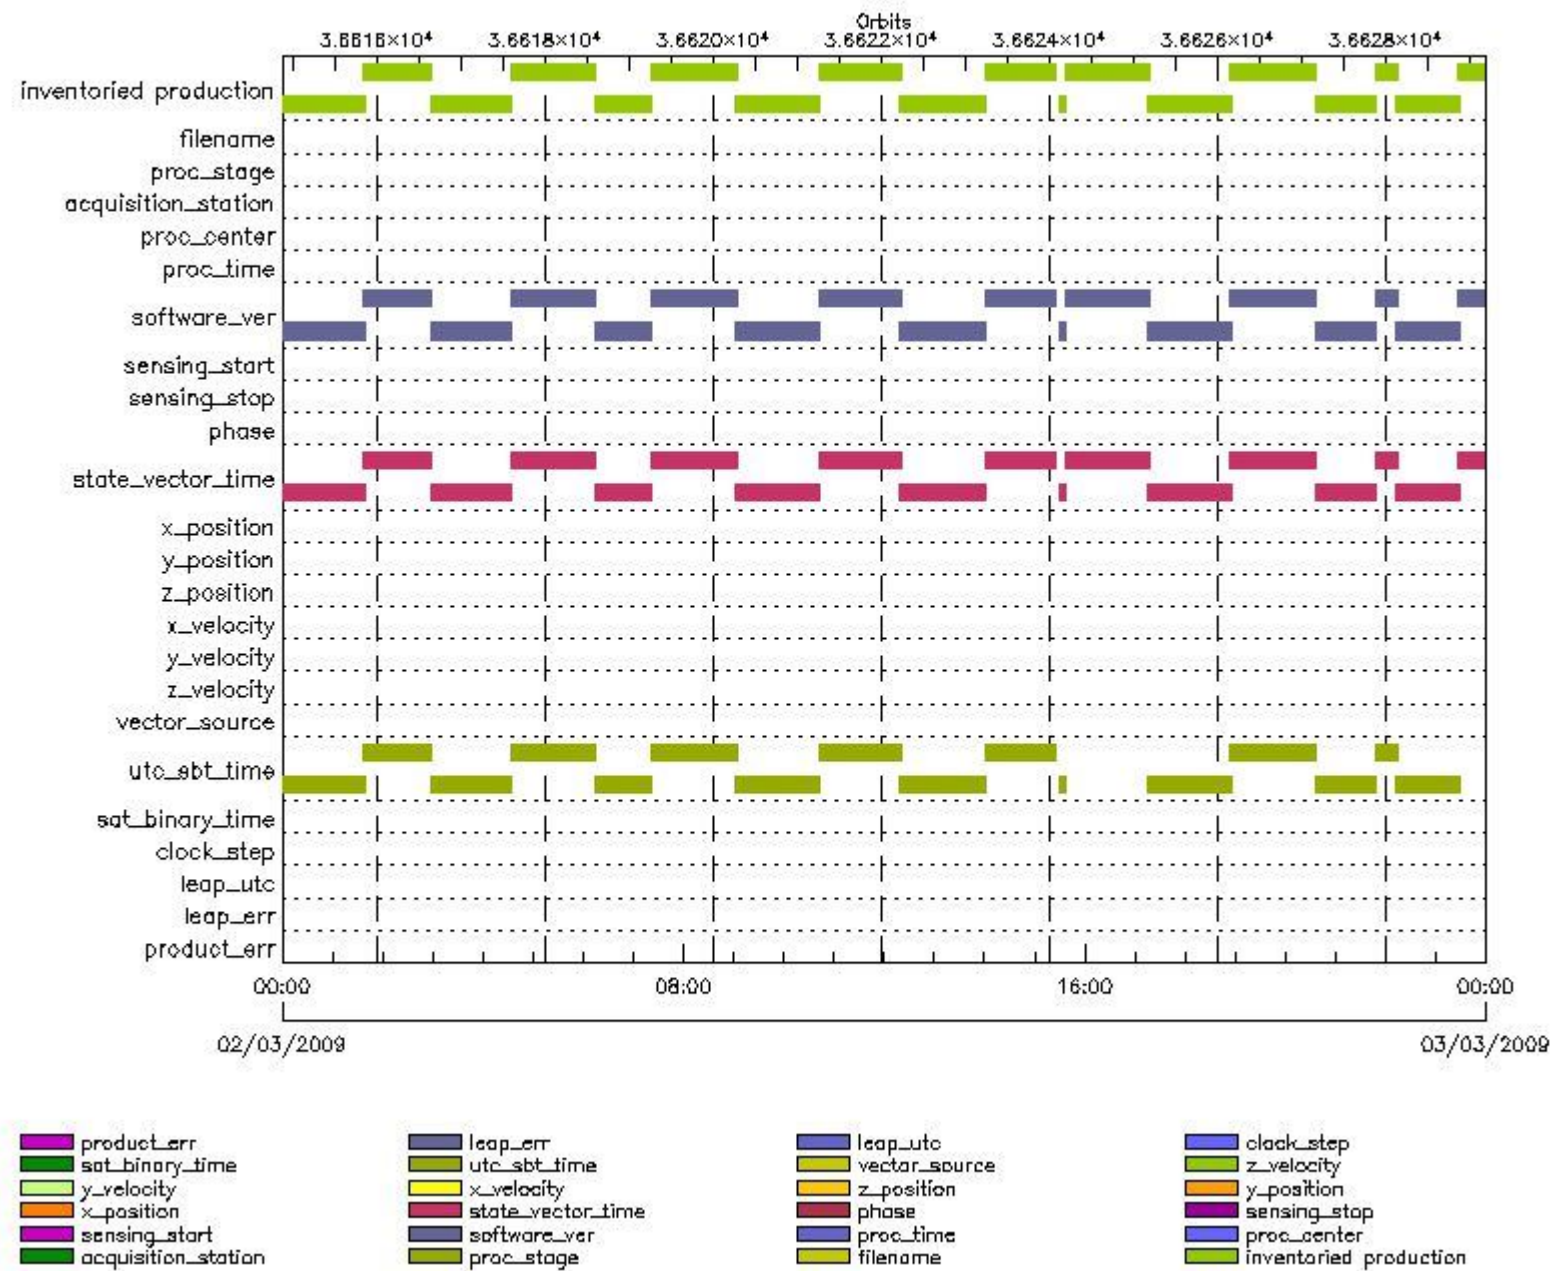 Orbits
3.6616×10⁴ 3.6618×10⁴ 3.6620×10⁴ 3.6622×10⁴ 3.6624×10⁴ 3.6626×10⁴ 3.6628×10⁴
inventoried production
filename
proc_stage
acquisition_station
proc_center
proc_time
software_ver
sensing_start
sensing_stop
phase
state_vector_time
x_position
y_position
z_position
x_velocity
y_velocity
z_velocity
vector_source
utc_sbt_time
sat_binary_time
clock_step
leap_utc
leap_err
product_err
00:00 08:00 16:00 00:00
02/03/2009 03/03/2009
product_err leap_err leap_utc clock_step
sat_binary_time utc_sbt_time vector_source z_velocity
y_velocity x_velocity z_position y_position
x_position state_vector_time phase sensing_stop
sensing_start software_ver proc_time proc_center
acquisition_station proc_stage filename inventoried production